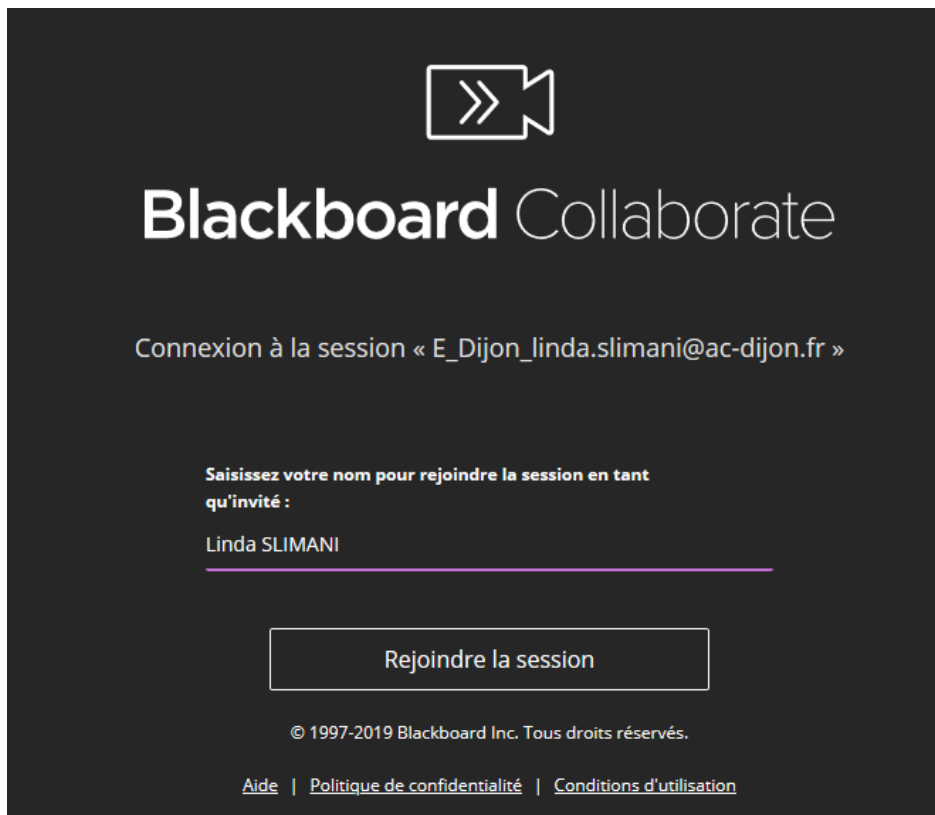 Blackboard Collaborate
Connexion à la session « E_Dijon_linda.slimani@ac-dijon.fr »
Saisissez votre nom pour rejoindre la session en tant
qu'invité :
Linda SLIMANI
Rejoindre la session
© 1997-2019 Blackboard Inc. Tous droits réservés.
Aide | Politique de confidentialité | Conditions d'utilisation